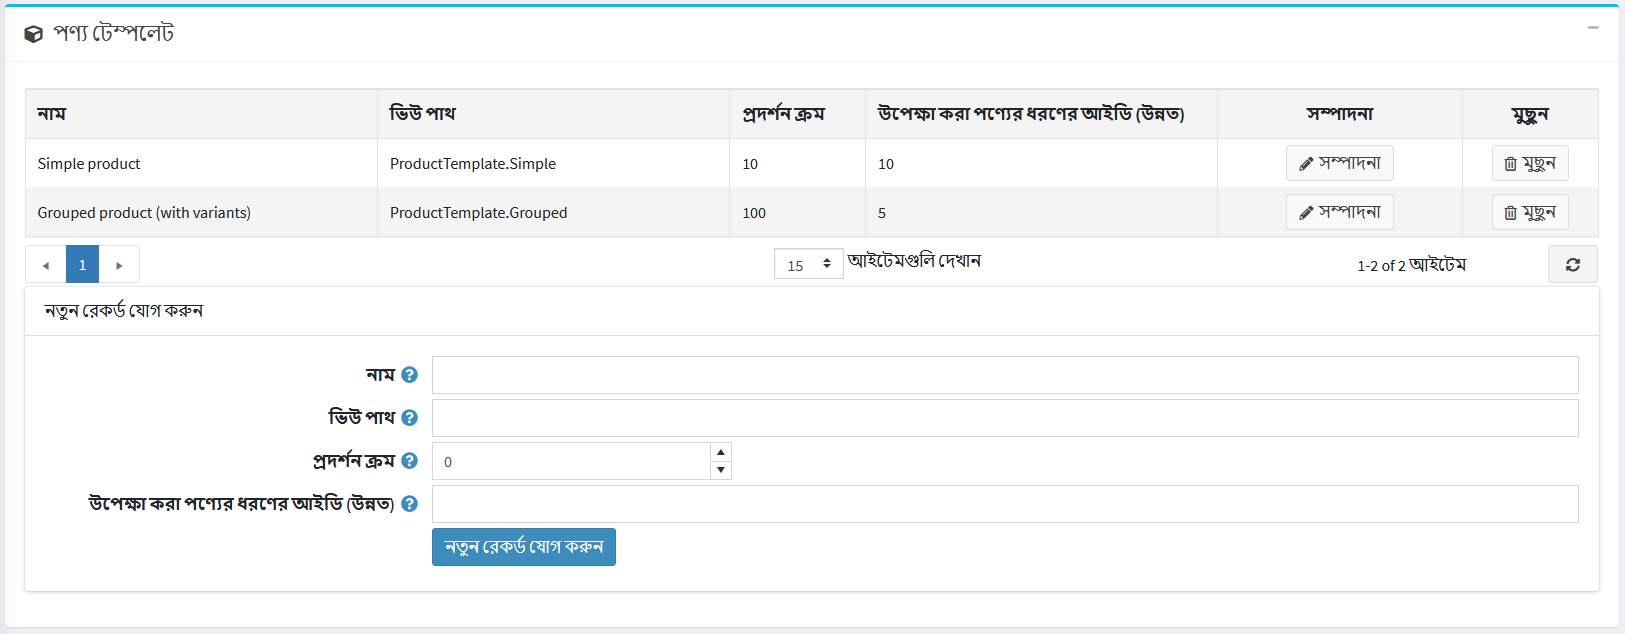 পণ্য টেম্পলেট
নাম ভিউ পাথ প্রদর্শন ক্রম উপেক্ষা করা পণ্যের ধরণের আইডি (উন্নত) সম্পাদনা মুছুন
Simple product ProductTemplate.Simple 10 10 সম্পাদনা মুছুন
Grouped product (with variants) ProductTemplate.Grouped 100 5 সম্পাদনা মুছুন
1 15 আইটেমগুলি দেখান 1-2 of 2 আইটেম
নতুন রেকর্ড যোগ করুন
নাম
ভিউ পাথ
প্রদর্শন ক্রম 0
উপেক্ষা করা পণ্যের ধরণের আইডি (উন্নত)
নতুন রেকর্ড যোগ করুন